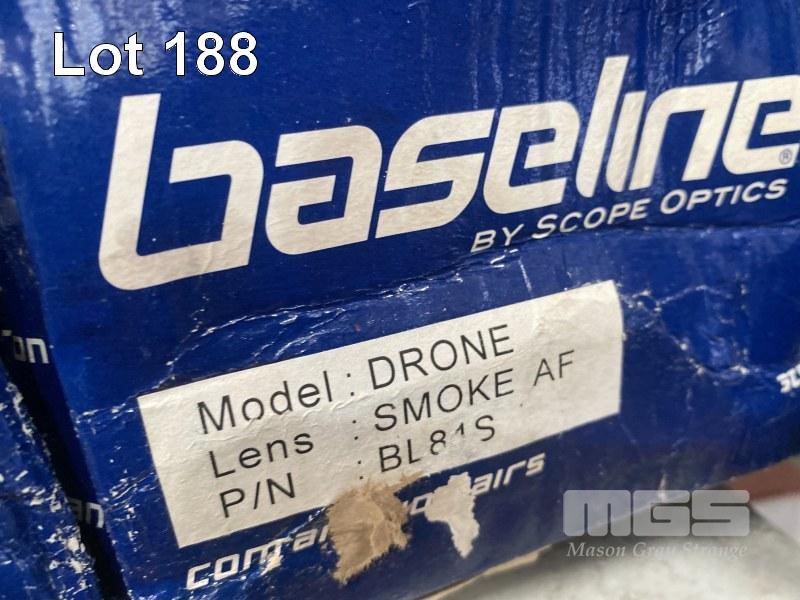 Lot 188
baseline®
BY SCOPE OPTICS
Model : DRONE
Lens : SMOKE AF
P/N : BL81S
MGS
Mason Gray Strange